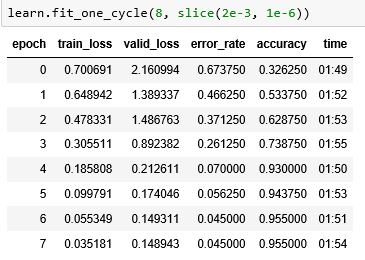 learn.fit_one_cycle(8, slice(2e-3, 1e-6))
epoch train_loss valid_loss error_rate accuracy time
0 0.700691 2.160994 0.673750 0.326250 01:49
1 0.648942 1.389337 0.466250 0.533750 01:52
2 0.478331 1.486763 0.371250 0.628750 01:53
3 0.305511 0.892382 0.261250 0.738750 01:55
4 0.185808 0.212611 0.070000 0.930000 01:50
5 0.099791 0.174046 0.056250 0.943750 01:53
6 0.055349 0.149311 0.045000 0.955000 01:51
7 0.035181 0.148943 0.045000 0.955000 01:54